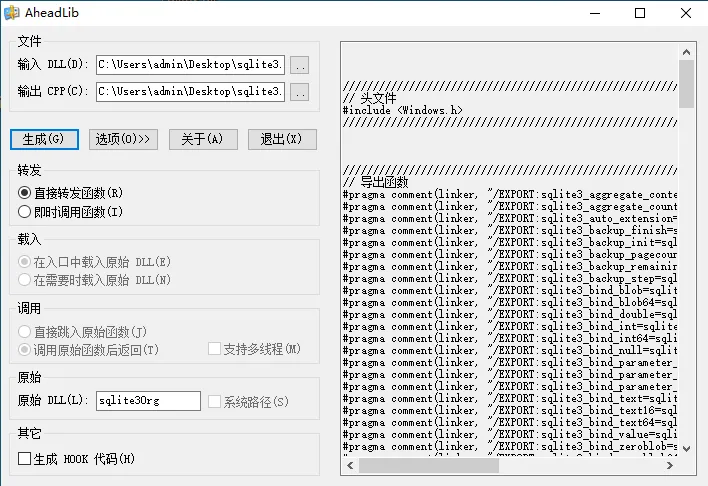 AheadLib
文件
输入 DLL(D): C:\Users\admin\Desktop\sqlite3. ..
输出 CPP(C): C:\Users\admin\Desktop\sqlite3. ..
生成(G) 选项(O)>> 关于(A) 退出(X)
转发
直接转发函数(R)
即时调用函数(I)
载入
在入口中载入原始 DLL(E)
在需要时载入原始 DLL(N)
调用
直接跳入原始函数(J)
调用原始函数后返回(T) 支持多线程(M)
原始
原始 DLL(L): sqlite3Org 系统路径(S)
其它
生成 HOOK 代码(H)
////////////////////////////////////////////////////////
// 头文件
#include <Windows.h>
////////////////////////////////////////////////////////
////////////////////////////////////////////////////////
// 导出函数
#pragma comment(linker, "/EXPORT:sqlite3_aggregate_conte
#pragma comment(linker, "/EXPORT:sqlite3_aggregate_count
#pragma comment(linker, "/EXPORT:sqlite3_auto_extension=
#pragma comment(linker, "/EXPORT:sqlite3_backup_finish=s
#pragma comment(linker, "/EXPORT:sqlite3_backup_init=sql
#pragma comment(linker, "/EXPORT:sqlite3_backup_pagecour
#pragma comment(linker, "/EXPORT:sqlite3_backup_remainin
#pragma comment(linker, "/EXPORT:sqlite3_backup_step=sql
#pragma comment(linker, "/EXPORT:sqlite3_bind_blob=sqlit
#pragma comment(linker, "/EXPORT:sqlite3_bind_blob64=sql
#pragma comment(linker, "/EXPORT:sqlite3_bind_double=sql
#pragma comment(linker, "/EXPORT:sqlite3_bind_int=sqlite
#pragma comment(linker, "/EXPORT:sqlite3_bind_int64=sqli
#pragma comment(linker, "/EXPORT:sqlite3_bind_null=sqlit
#pragma comment(linker, "/EXPORT:sqlite3_bind_parameter_
#pragma comment(linker, "/EXPORT:sqlite3_bind_parameter_
#pragma comment(linker, "/EXPORT:sqlite3_bind_parameter_
#pragma comment(linker, "/EXPORT:sqlite3_bind_text=sqlit
#pragma comment(linker, "/EXPORT:sqlite3_bind_text16=sql
#pragma comment(linker, "/EXPORT:sqlite3_bind_text64=sql
#pragma comment(linker, "/EXPORT:sqlite3_bind_value=sqli
#pragma comment(linker, "/EXPORT:sqlite3_bind_zeroblob=s